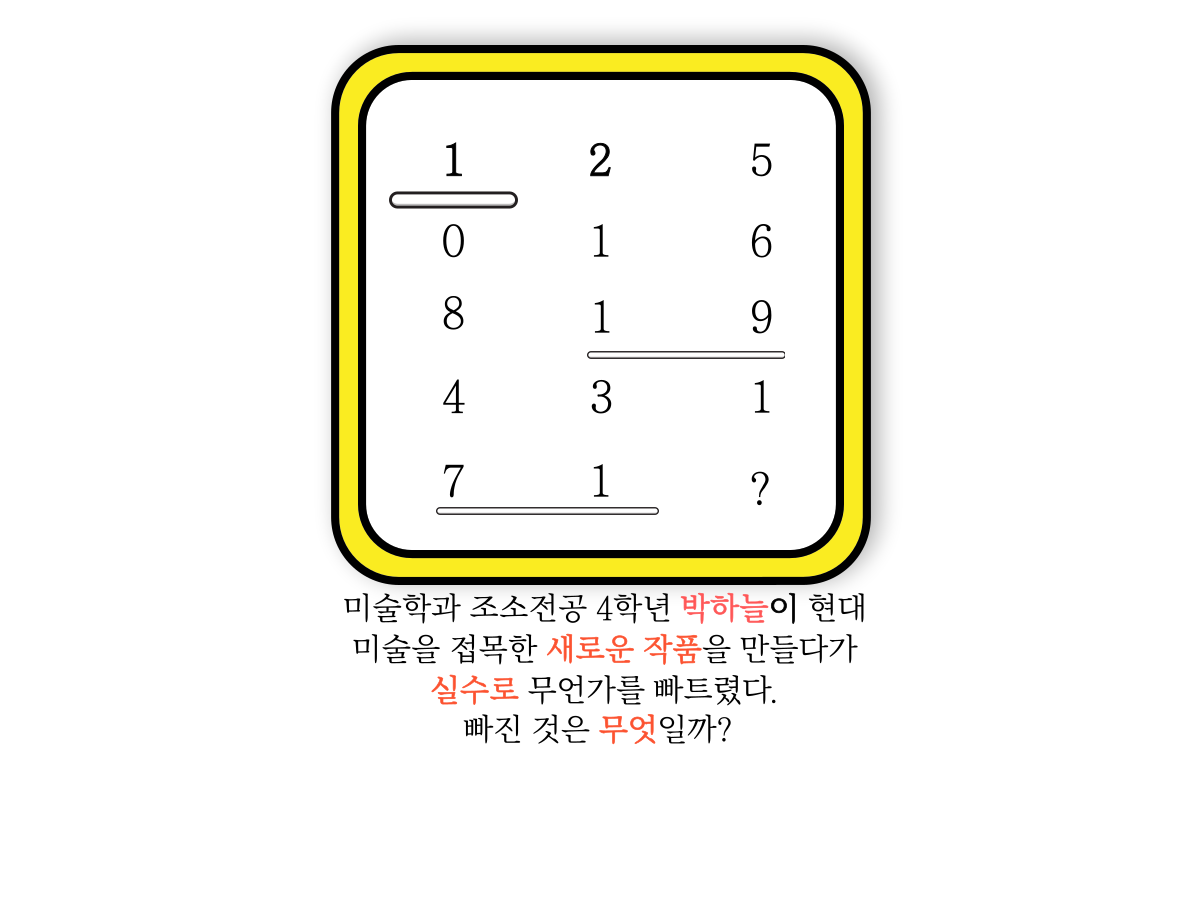 1 2 5
0 1 6
8 1 9
4 3 1
7 1 ?
미술학과 조소전공 4학년 박하늘이 현대
미술을 접목한 새로운 작품을 만들다가
실수로 무언가를 빠트렸다.
빠진 것은 무엇일까?